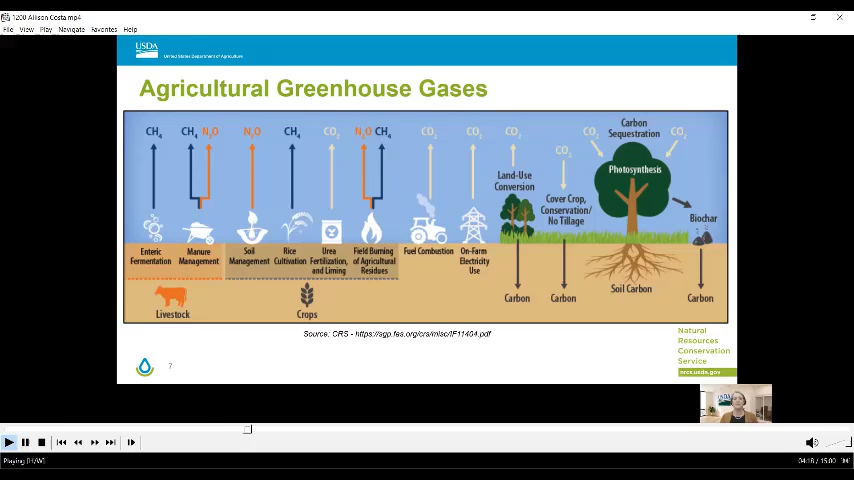 1200 Allison Costa.mp4
File View Play Navigate Favorites Help
USDA
United States Department of Agriculture
Agricultural Greenhouse Gases
CH4 CH4 N2O N2O CH4 CO2 N2O CH4 CO2 CO2 CO2 CO2 CO2 CO2
Carbon
Sequestration
Photosynthesis
Land-Use
Conversion
Cover Crop,
Conservation/
No Tillage
Biochar
Enteric
Fermentation
Manure
Management
Soil
Management
Rice
Cultivation
Urea
Fertilization,
and Liming
Field Burning
of Agricultural
Residues
Fuel Combustion
On-Farm
Electricity
Use
Livestock
Crops
Carbon
Carbon
Soil Carbon
Carbon
Source: CRS - https://sgp.fas.org/crs/misc/IF11404.pdf
Natural
Resources
Conservation
Service
nrcs.usda.gov
7
Playing [H/W]
04:18 / 15:00